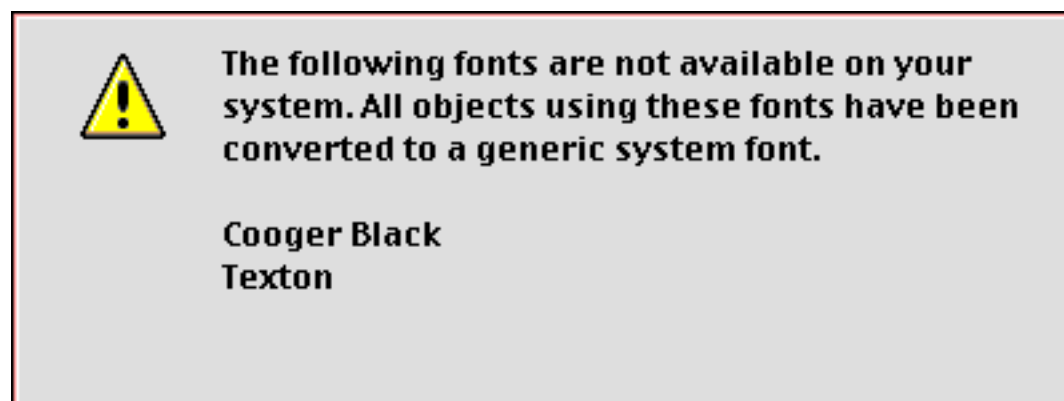 The following fonts are not available on your
system. All objects using these fonts have been
converted to a generic system font.
Cooger Black
Texton